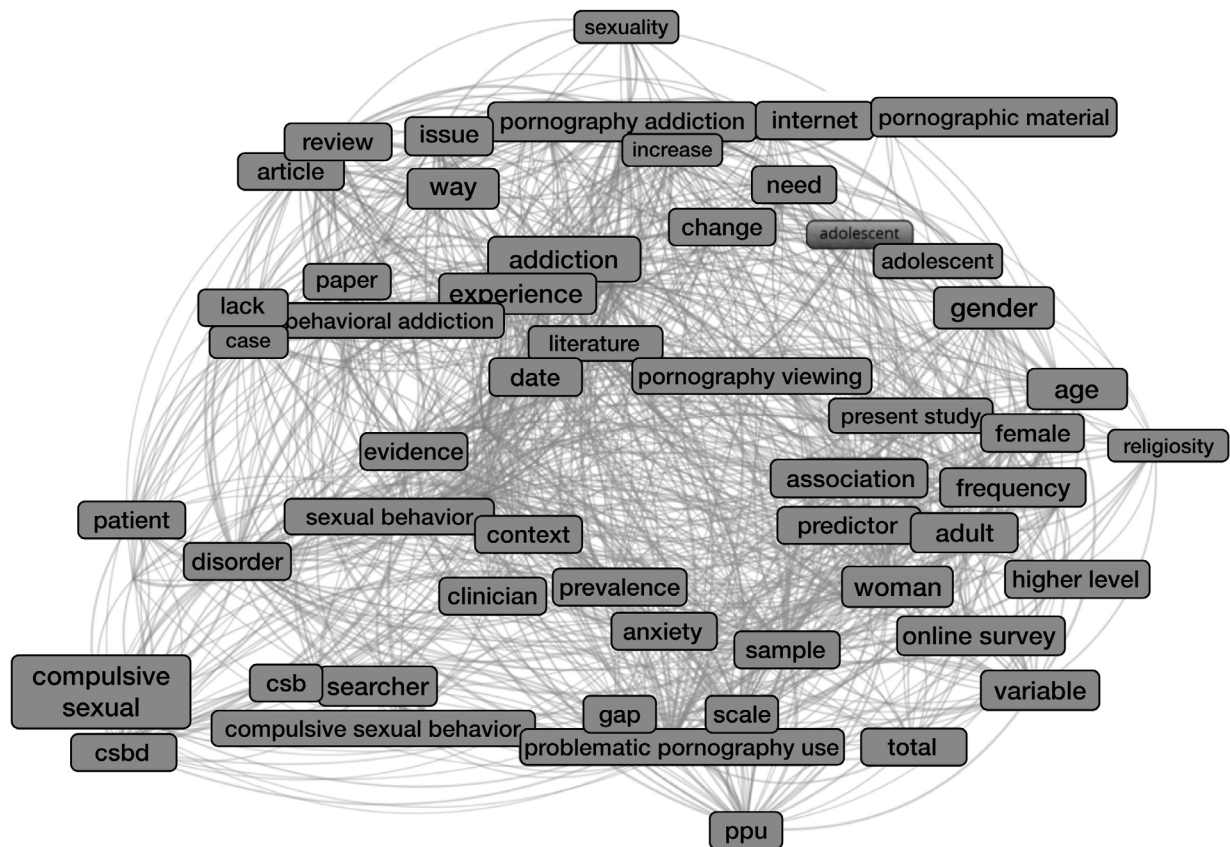 sexuality
pornography addiction
internet
pornographic material
review
issue
increase
article
way
need
change
adolescent
adolescent
addiction
paper
experience
gender
lack
behavioral addiction
case
literature
date
pornography viewing
age
present study
female
religiosity
evidence
association
frequency
patient
sexual behavior
context
predictor
adult
disorder
clinician
prevalence
woman
higher level
anxiety
sample
online survey
compulsive
sexual
csb
searcher
variable
compulsive sexual behavior
gap
scale
csbd
problematic pornography use
total
ppu